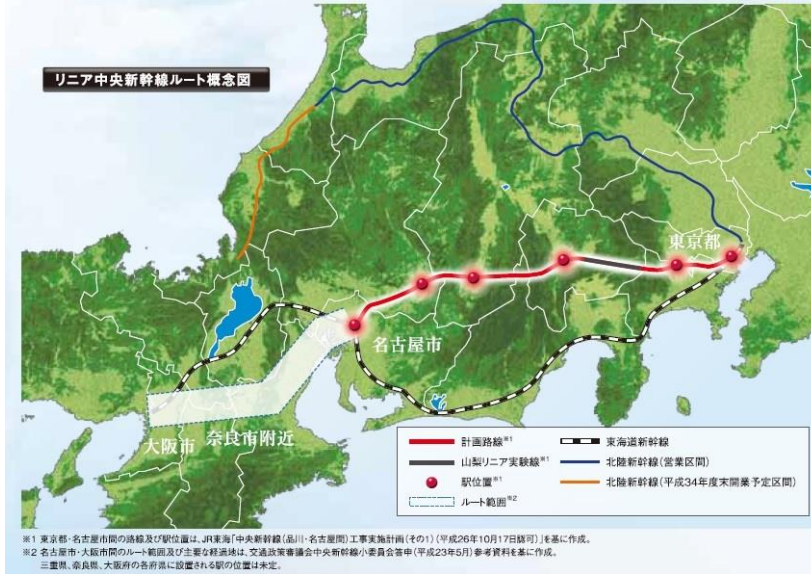 リニア中央新幹線ルート概念図
東京都
名古屋市
大阪市
奈良市附近
計画路線※1
山梨リニア実験線※1
駅位置※1
ルート範囲※2
東海道新幹線
北陸新幹線(営業区間)
北陸新幹線(平成34年度末開業予定区間)
※1 東京都・名古屋市間の路線及び駅位置は、JR東海「中央新幹線(品川・名古屋間)工事実施計画(その1)(平成26年10月17日認可)」を基に作成。
※2 名古屋市・大阪市間のルート範囲及び主要な経過地は、交通政策審議会中央新幹線小委員会答申(平成23年5月)参考資料を基に作成。
三重県、奈良県、大阪府の各府県に設置される駅の位置は未定。